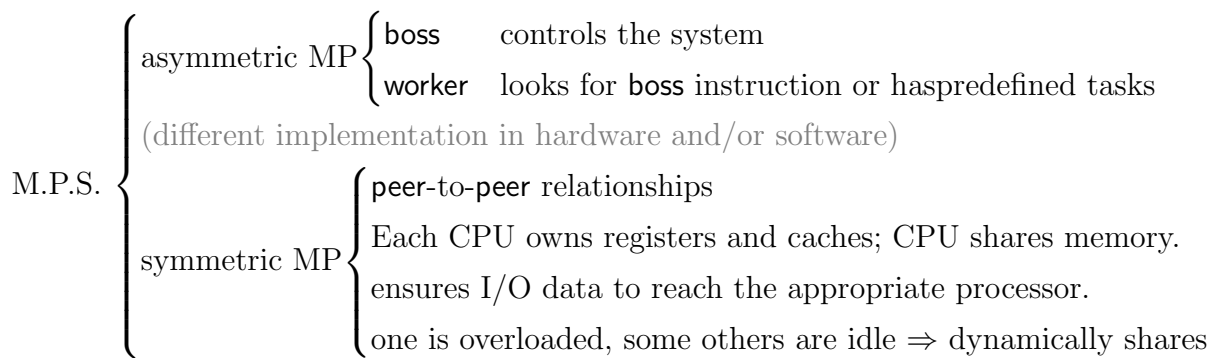 M.P.S.
asymmetric MP
boss controls the system
worker looks for boss instruction or haspredefined tasks
(different implementation in hardware and/or software)
symmetric MP
peer-to-peer relationships
Each CPU owns registers and caches; CPU shares memory.
ensures I/O data to reach the appropriate processor.
one is overloaded, some others are idle ⇒ dynamically shares